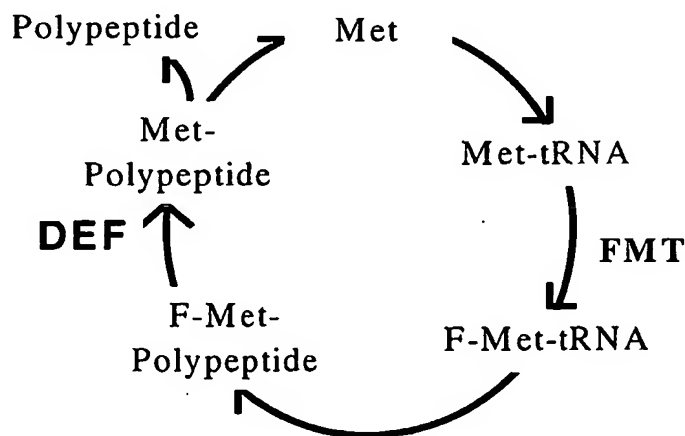 Polypeptide
Met
Met-
Polypeptide
Met-tRNA
DEF
FMT
F-Met-
Polypeptide
F-Met-tRNA